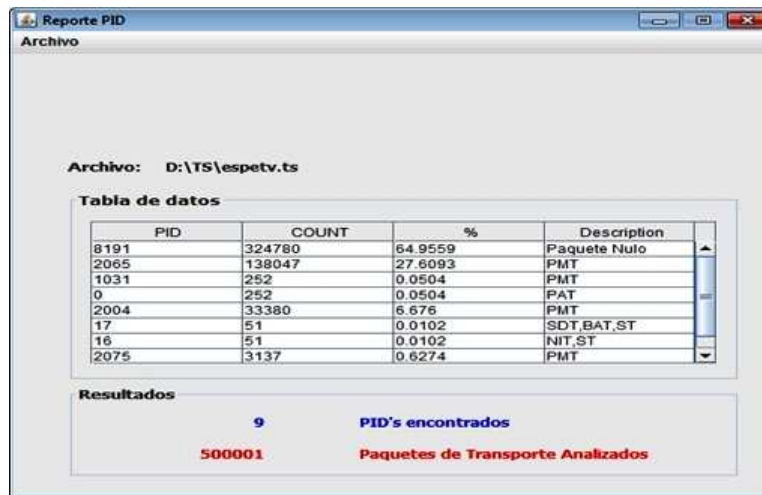 Reporte PID
Archivo
Archivo: D:\TS\espetv.ts
Tabla de datos
PID COUNT % Description
8191 324780 64.9559 Paquete Nulo
2065 138047 27.6093 PMT
1031 252 0.0504 PMT
0 252 0.0504 PAT
2004 33380 6.676 PMT
17 51 0.0102 SDT,BAT,ST
16 51 0.0102 NIT,ST
2075 3137 0.6274 PMT
Resultados
9 PID's encontrados
500001 Paquetes de Transporte Analizados